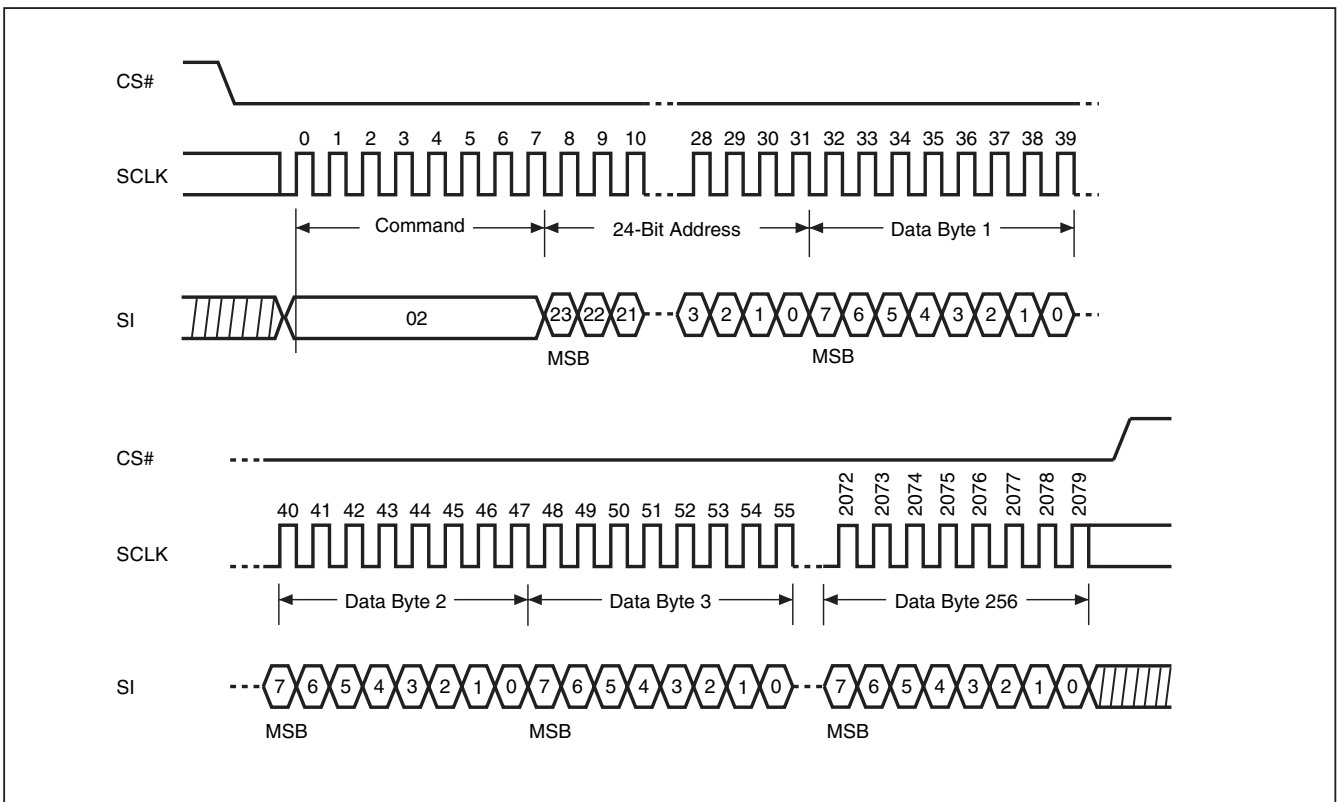 CS#
0 1 2 3 4 5 6 7 8 9 10 28 29 30 31 32 33 34 35 36 37 38 39
SCLK
Command 24-Bit Address Data Byte 1
SI 02 23 22 21 3 2 1 0 7 6 5 4 3 2 1 0
MSB MSB
CS#
40 41 42 43 44 45 46 47 48 49 50 51 52 53 54 55 2072 2073 2074 2075 2076 2077 2078 2079
SCLK
Data Byte 2 Data Byte 3 Data Byte 256
SI 7 6 5 4 3 2 1 0 7 6 5 4 3 2 1 0 7 6 5 4 3 2 1 0
MSB MSB MSB